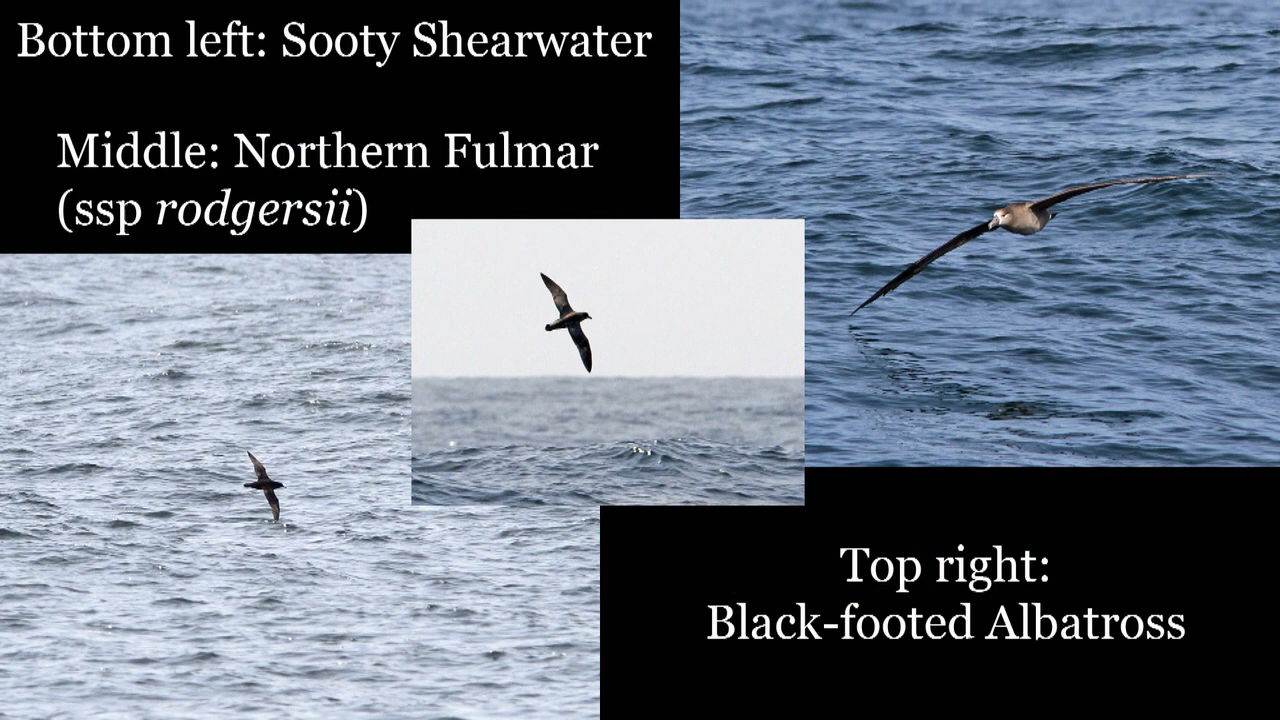 Bottom left: Sooty Shearwater
Middle: Northern Fulmar
(ssp rodgersii)
Top right:
Black-footed Albatross